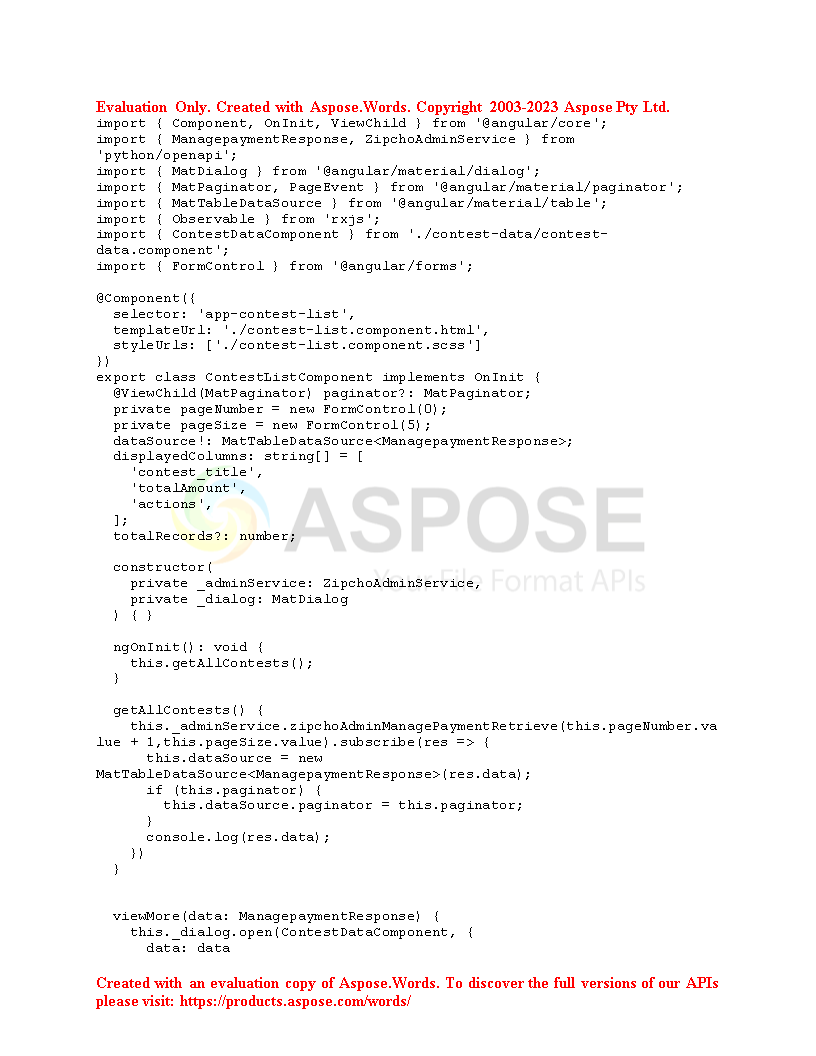 Evaluation Only. Created with Aspose.Words. Copyright 2003-2023 Aspose Pty Ltd.
import { Component, OnInit, ViewChild } from '@angular/core';
import { ManagepaymentResponse, ZipchoAdminService } from
'python/openapi';
import { MatDialog } from '@angular/material/dialog';
import { MatPaginator, PageEvent } from '@angular/material/paginator';
import { MatTableDataSource } from '@angular/material/table';
import { Observable } from 'rxjs';
import { ContestDataComponent } from './contest-data/contest-
data.component';
import { FormControl } from '@angular/forms';

@Component({
  selector: 'app-contest-list',
  templateUrl: './contest-list.component.html',
  styleUrls: ['./contest-list.component.scss']
})
export class ContestListComponent implements OnInit {
  @ViewChild(MatPaginator) paginator?: MatPaginator;
  private pageNumber = new FormControl(0);
  private pageSize = new FormControl(5);
  dataSource!: MatTableDataSource<ManagepaymentResponse>;
  displayedColumns: string[] = [
    'contest_title',
    'totalAmount',
    'actions',
  ];
  totalRecords?: number;
ASPOSE
Your File Format APIs

  constructor(
    private _adminService: ZipchoAdminService,
    private _dialog: MatDialog
  ) { }

  ngOnInit(): void {
    this.getAllContests();
  }

  getAllContests() {
    this._adminService.zipchoAdminManagePaymentRetrieve(this.pageNumber.va
lue + 1,this.pageSize.value).subscribe(res => {
      this.dataSource = new
MatTableDataSource<ManagepaymentResponse>(res.data);
      if (this.paginator) {
        this.dataSource.paginator = this.paginator;
      }
      console.log(res.data);
    })
  }

  viewMore(data: ManagepaymentResponse) {
    this._dialog.open(ContestDataComponent, {
      data: data

Created with an evaluation copy of Aspose.Words. To discover the full versions of our APIs
please visit: https://products.aspose.com/words/